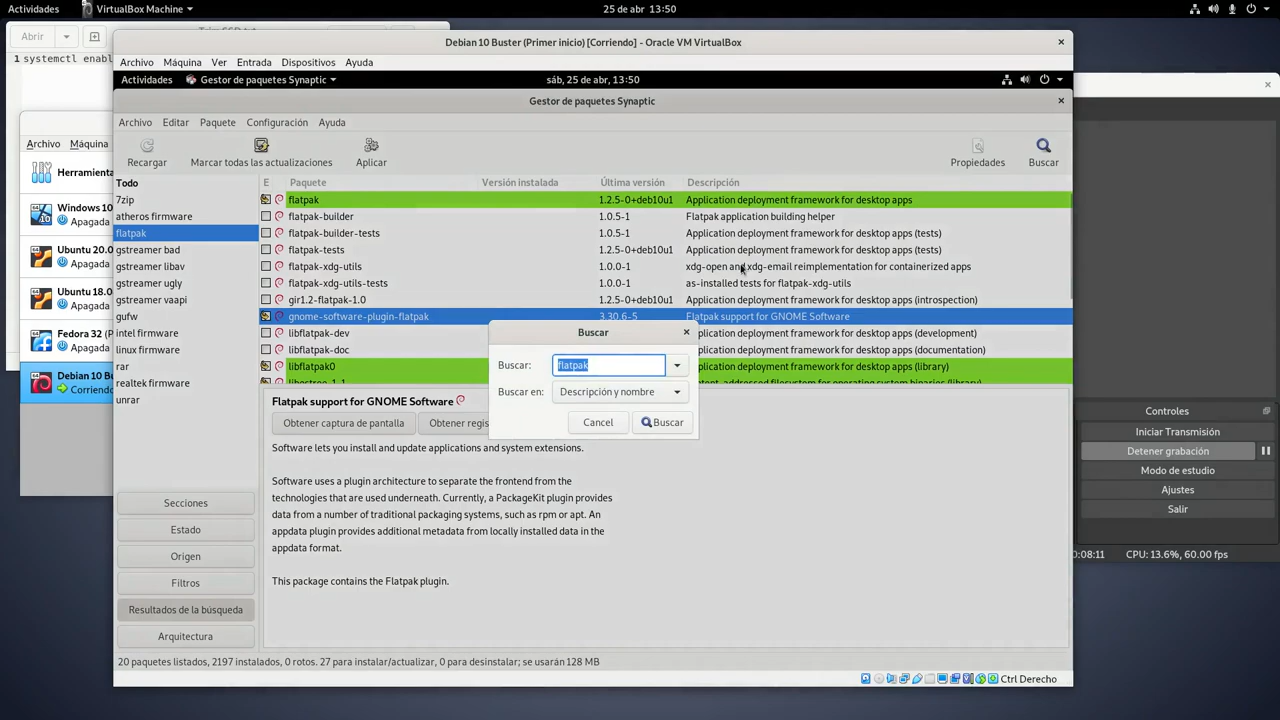 Actividades
VirtualBox Machine
25 de abr 13:50
Abrir
1 systemctl enabl
Debian 10 Buster (Primer inicio) [Corriendo] - Oracle VM VirtualBox
Archivo Máquina Ver Entrada Dispositivos Ayuda
Actividades
Gestor de paquetes Synaptic
sáb, 25 de abr, 13:50
Gestor de paquetes Synaptic
Archivo Editar Paquete Configuración Ayuda
Recargar
Marcar todas las actualizaciones
Aplicar
Propiedades
Buscar
Archivo Máquina
Herramienta
Windows 10
Apagada
Ubuntu 20.0
Apagada
Ubuntu 18.0
Apagada
Fedora 32 (P
Apagada
Debian 10 Bu
Corriendo
Todo
7zip
atheros firmware
flatpak
gstreamer bad
gstreamer libav
gstreamer ugly
gstreamer vaapi
gufw
intel firmware
linux firmware
rar
realtek firmware
unrar
E Paquete Versión instalada Última versión Descripción
flatpak 1.2.5-0+deb10u1 Application deployment framework for desktop apps
flatpak-builder 1.0.5-1 Flatpak application building helper
flatpak-builder-tests 1.0.5-1 Application deployment framework for desktop apps (tests)
flatpak-tests 1.2.5-0+deb10u1 Application deployment framework for desktop apps (tests)
flatpak-xdg-utils 1.0.0-1 xdg-open and xdg-email reimplementation for containerized apps
flatpak-xdg-utils-tests 1.0.0-1 as-installed tests for flatpak-xdg-utils
gir1.2-flatpak-1.0 1.2.5-0+deb10u1 Application deployment framework for desktop apps (introspection)
gnome-software-plugin-flatpak 3.30.6-5 Flatpak support for GNOME Software
libflatpak-dev pplication deployment framework for desktop apps (development)
libflatpak-doc pplication deployment framework for desktop apps (documentation)
libflatpak0 pplication deployment framework for desktop apps (library)
Buscar
Buscar: flatpak
Buscar en: Descripción y nombre
Cancel
Buscar
Flatpak support for GNOME Software
Obtener captura de pantalla
Obtener regis
Software lets you install and update applications and system extensions.
Software uses a plugin architecture to separate the frontend from the
technologies that are used underneath. Currently, a PackageKit plugin provides
data from a number of traditional packaging systems, such as rpm or apt. An
appdata plugin provides additional metadata from locally installed data in the
appdata format.
This package contains the Flatpak plugin.
Secciones
Estado
Origen
Filtros
Resultados de la búsqueda
Arquitectura
20 paquetes listados, 2197 instalados, 0 rotos. 27 para instalar/actualizar, 0 para desinstalar; se usarán 128 MB
Ctrl Derecho
Controles
Iniciar Transmisión
Detener grabación
Modo de estudio
Ajustes
Salir
0:08:11 CPU: 13.6%, 60.00 fps